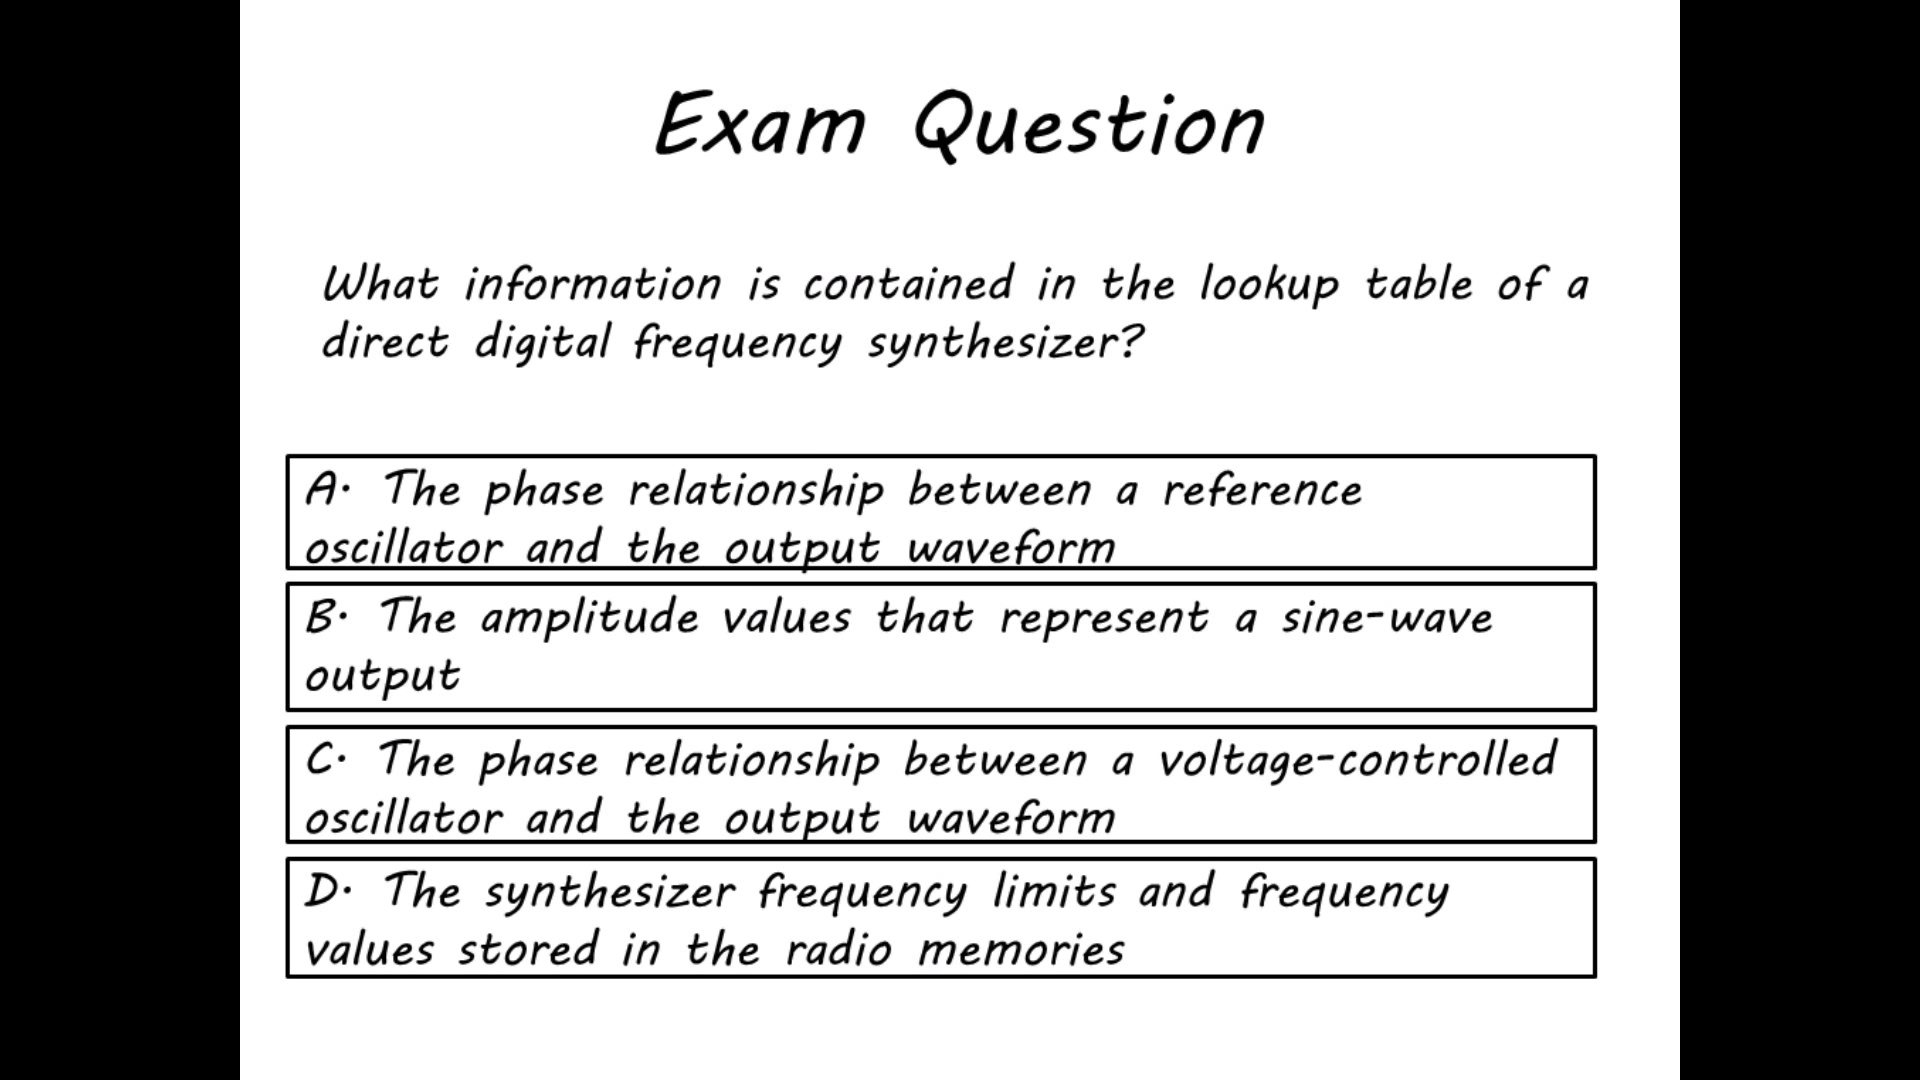 Exam Question
What information is contained in the lookup table of a
direct digital frequency synthesizer?
A. The phase relationship between a reference
oscillator and the output waveform
B. The amplitude values that represent a sine-wave
output
C. The phase relationship between a voltage-controlled
oscillator and the output waveform
D. The synthesizer frequency limits and frequency
values stored in the radio memories